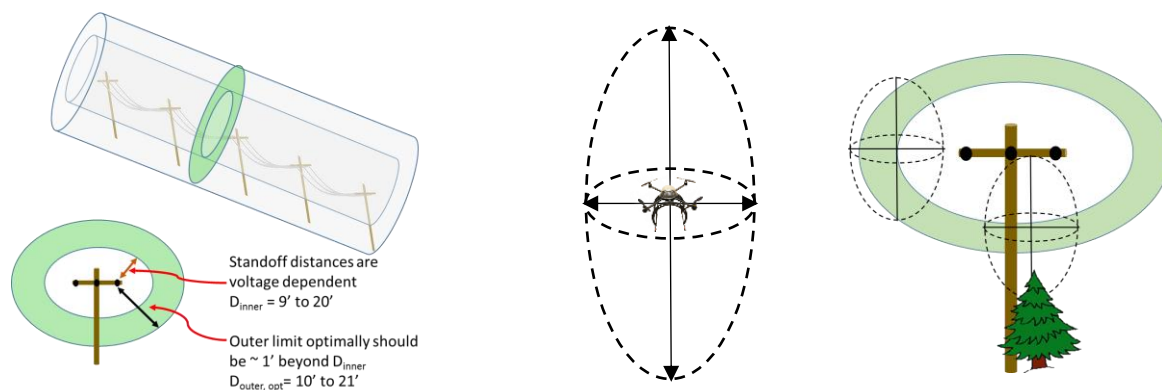 Standoff distances are
voltage dependent
D_inner = 9’ to 20’
Outer limit optimally should
be ~ 1’ beyond D_inner
D_outer, opt = 10’ to 21’